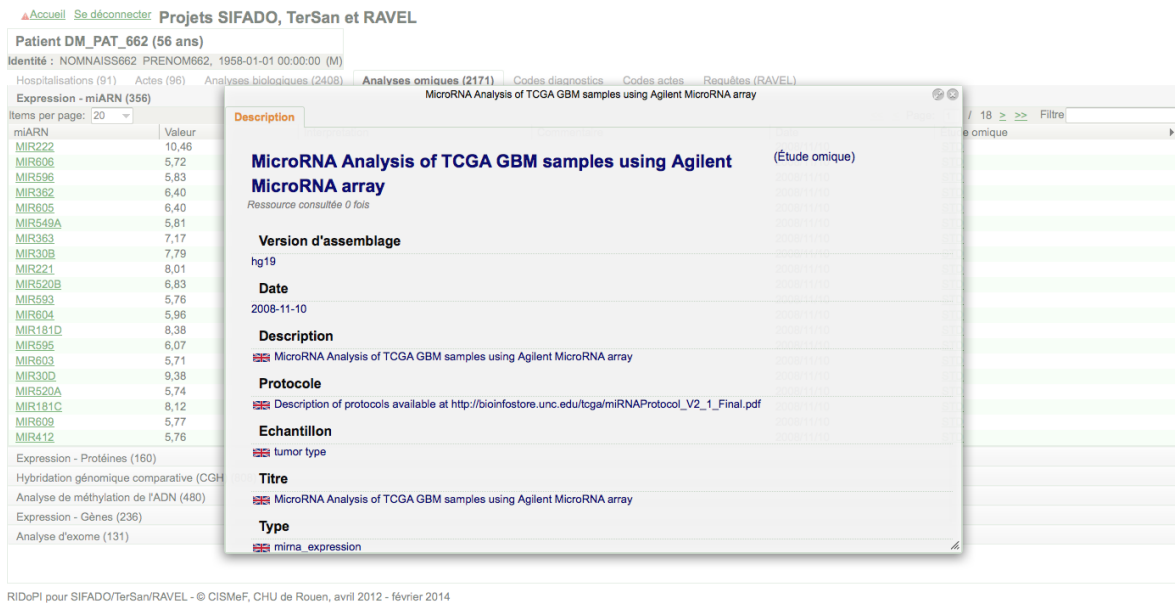 Accueil Se déconnecter Projets SIFADO, TerSan et RAVEL
Patient DM_PAT_662 (56 ans)
Identité : NOMNAISS662 PRENOM662, 1958-01-01 00:00:00 (M)
Hospitalisations (91) Actes (96) Analyses biologiques (2408) Analyses omiques (2171) Codes diagnostics Codes actes Requêtes (RAVEL)
Expression - miARN (356)
MicroRNA Analysis of TCGA GBM samples using Agilent MicroRNA array
Items per page: 20 / 18 > >> Filtre
Description
miARN Valeur omique
MIR222 10,46
MIR606 5,72
MIR596 5,83
MIR362 6,40
MIR605 6,40
MIR549A 5,81
MIR363 7,17
MIR30B 7,79
MIR221 8,01
MIR520B 6,83
MIR593 5,76
MIR604 5,96
MIR181D 8,38
MIR595 6,07
MIR603 5,71
MIR30D 9,38
MIR520A 5,74
MIR181C 8,12
MIR609 5,77
MIR412 5,76
Expression - Protéines (160)
Hybridation génomique comparative (CGH
Analyse de méthylation de l'ADN (480)
Expression - Gènes (236)
Analyse d'exome (131)
MicroRNA Analysis of TCGA GBM samples using Agilent
MicroRNA array
(Étude omique)
Ressource consultée 0 fois
Version d'assemblage
hg19
Date
2008-11-10
Description
MicroRNA Analysis of TCGA GBM samples using Agilent MicroRNA array
Protocole
Description of protocols available at http://bioinfostore.unc.edu/tcga/miRNAProtocol_V2_1_Final.pdf
Echantillon
tumor type
Titre
MicroRNA Analysis of TCGA GBM samples using Agilent MicroRNA array
Type
mirna_expression
RIDoPI pour SIFADO/TerSan/RAVEL - © CISMeF, CHU de Rouen, avril 2012 - février 2014